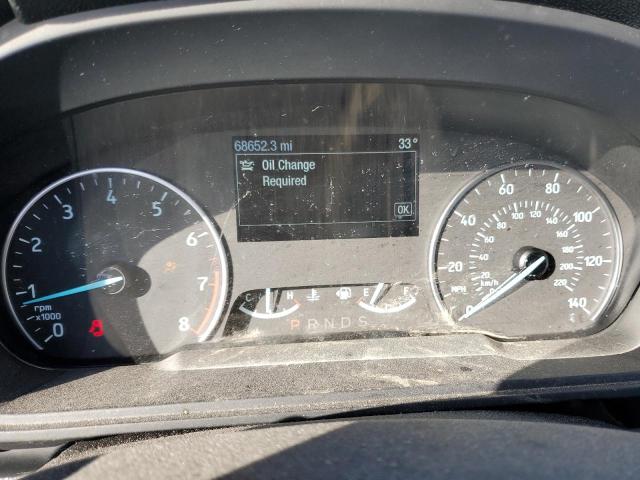 68652.3 mi 33°
Oil Change
Required
OK
0 1 2 3 4 5 6 7 8
rpm
x1000
C H E F
PRNDS
0 20 40 60 80 100 120 140
20 40 60 80 100 120 140 160 180 200 220
MPH km/h